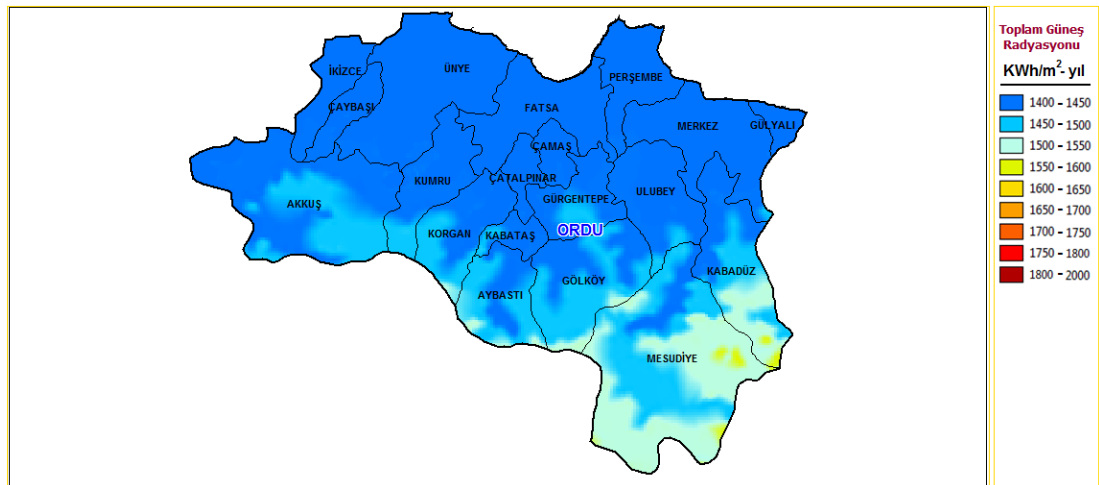 İKİZCE
ÜNYE
PERŞEMBE
ÇAYBAŞI
FATSA
MERKEZ
GÜLYALI
ÇAMAŞ
KUMRU
ÇATALPINAR
ULUBEY
AKKUŞ
GÜRGENTEPE
KORGAN
KABATAŞ
ORDU
KABADÜZ
GÖLKÖY
AYBASTI
MESUDİYE
Toplam Güneş
Radyasyonu
KWh/m²- yıl
1400 - 1450
1450 - 1500
1500 - 1550
1550 - 1600
1600 - 1650
1650 - 1700
1700 - 1750
1750 - 1800
1800 - 2000